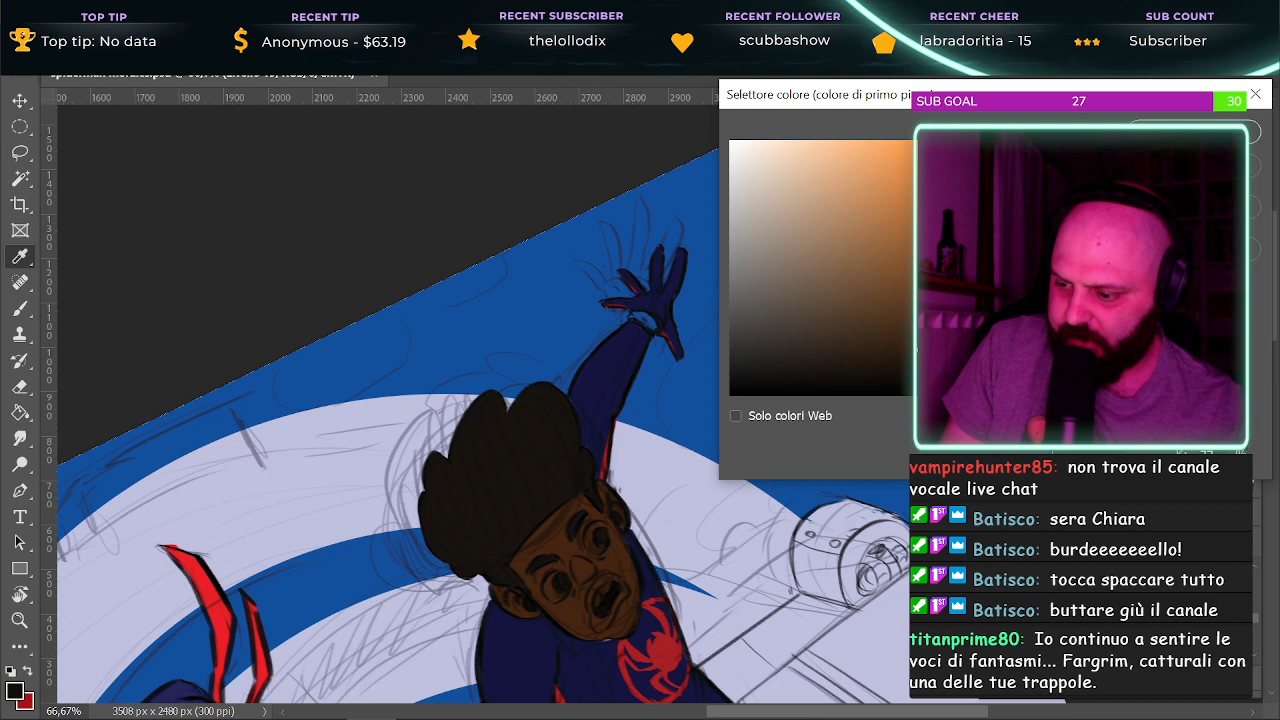 TOP TIP
Top tip: No data
RECENT TIP
Anonymous - $63.19
RECENT SUBSCRIBER
thelollodix
RECENT FOLLOWER
scubbashow
RECENT CHEER
labradoritia - 15
SUB COUNT
Subscriber
1600 1700 1800 1900 2000 2100 2200 2300 2400 2500 2600 2700 2800 2900
Selettore colore (colore di primo
SUB GOAL 27 30
Solo colori Web
vampirehunter85: non trova il canale
vocale live chat
1ST Batisco: sera Chiara
1ST Batisco: burdeeeeeeello!
1ST Batisco: tocca spaccare tutto
1ST Batisco: buttare giù il canale
titanprime80: Io continuo a sentire le
voci di fantasmi... Fargrim, catturali con
una delle tue trappole.
66,67% 3508 px x 2480 px (300 ppi)